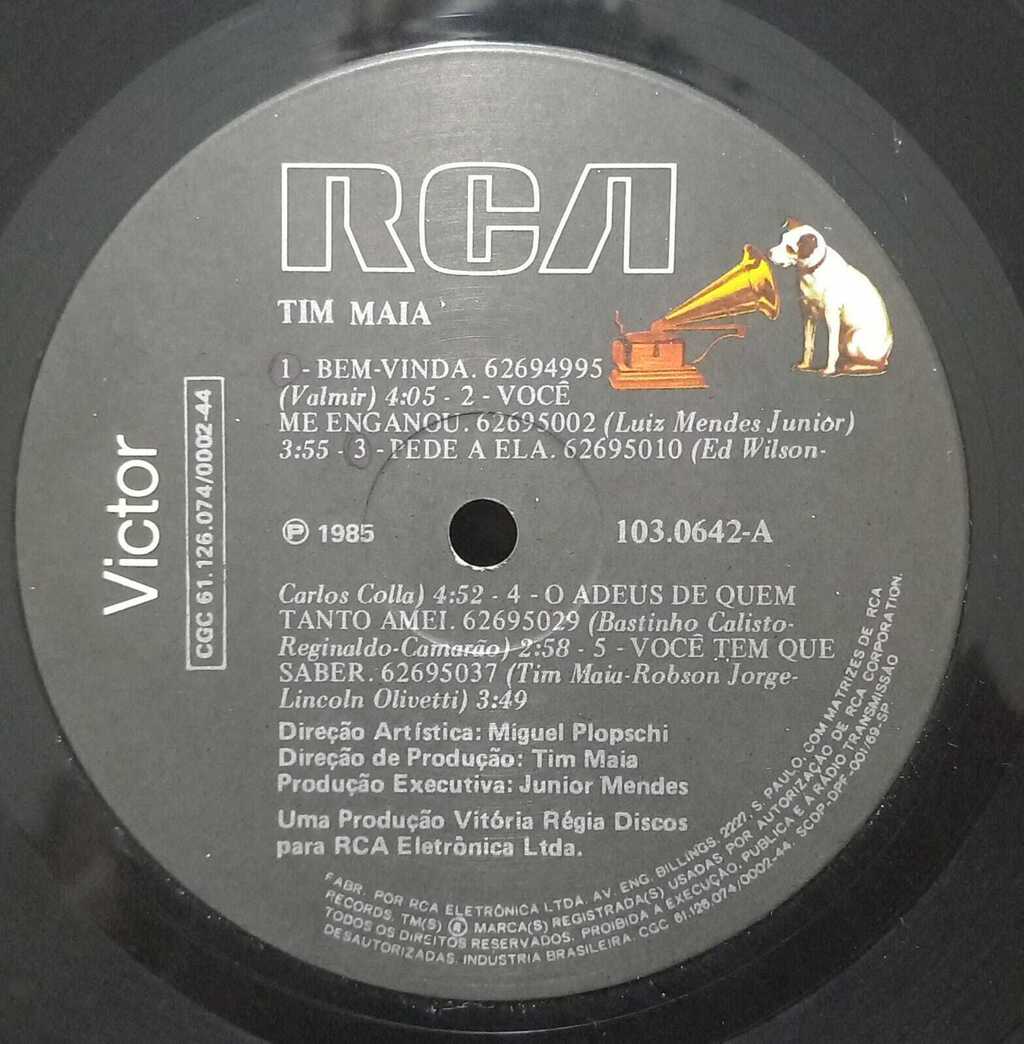 RCA
TIM MAIA
1 - BEM-VINDA. 62694995
(Valmir) 4:05 - 2 - VOCÊ
ME ENGANOU. 62695002 (Luiz Mendes Junior)
3:55 - 3 - PEDE A ELA. 62695010 (Ed Wilson-
℗ 1985
103.0642-A
Carlos Colla) 4:52 - 4 - O ADEUS DE QUEM
TANTO AMEI. 62695029 (Bastinho Calisto-
Reginaldo-Camarão) 2:58 - 5 - VOCÊ TEM QUE
SABER. 62695037 (Tim Maia-Robson Jorge-
Lincoln Olivetti) 3:49
Direção Artística: Miguel Plopschi
Direção de Produção: Tim Maia
Produção Executiva: Junior Mendes
Uma Produção Vitória Régia Discos
para RCA Eletrônica Ltda.
Victor
CGC 61.126.074/0002-44
FABR. POR RCA ELETRÔNICA LTDA. AV. ENG. BILLINGS, 2227, S. PAULO, COM MATRIZES DE RCA
RECORDS. TM(S) ® MARCA(S) REGISTRADA(S) USADAS POR AUTORIZAÇÃO DE RCA CORPORATION.
TODOS OS DIREITOS RESERVADOS. PROIBIDA A EXECUÇÃO, PUBLICA E A RÁDIO TRANSMISSÃO
DESAUTORIZADAS. INDUSTRIA BRASILEIRA. CGC 61.126.074/0002-44. SCDP-DPF-001/69-SP